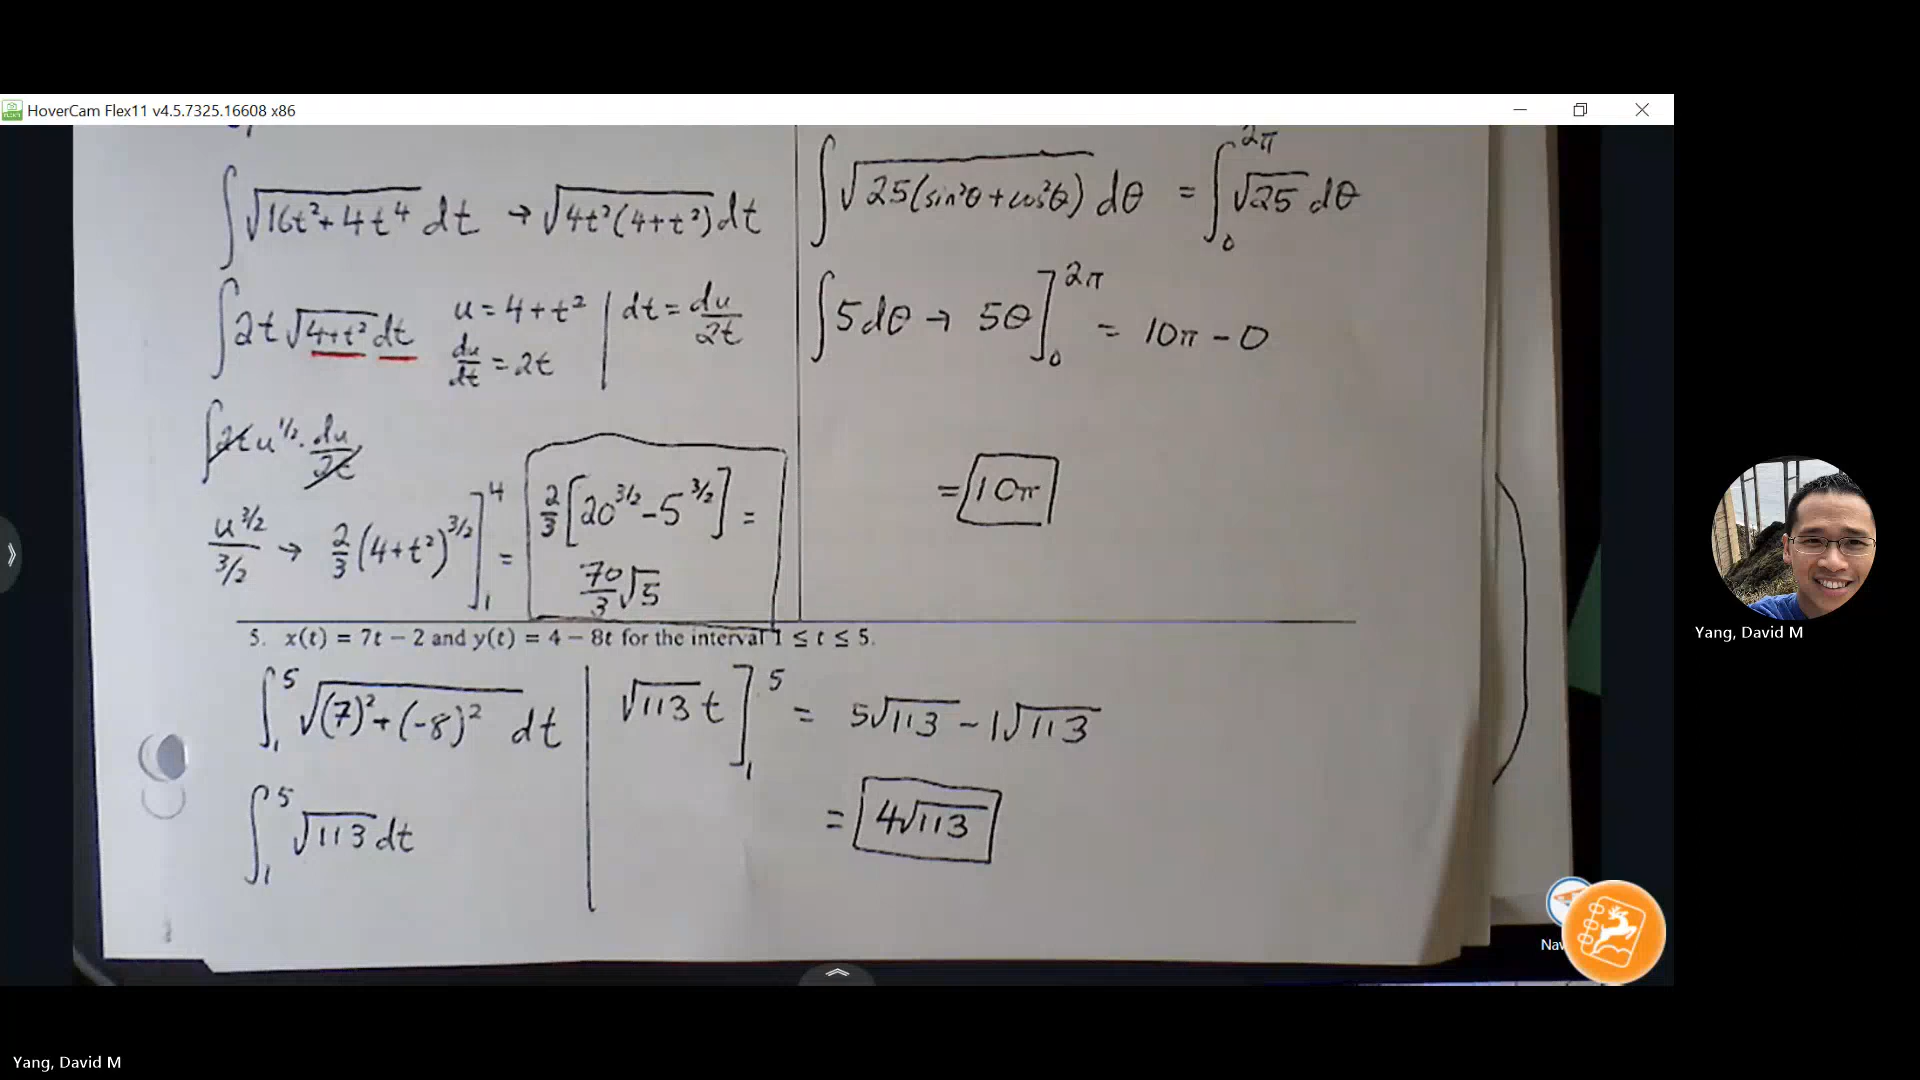 HoverCam Flex11 v4.5.7325.16608 x86
∫√(16t²+4t⁴) dt → √(4t²(4+t²)) dt
∫2t√(4+t²) dt
u = 4+t²
du/dt = 2t
dt = du/2t
∫2t u^(1/2) · du/2t
u^(3/2)/(3/2) → 2/3 (4+t²)^(3/2) ]₁⁴ =
2/3 [20^(3/2) - 5^(3/2)] =
70/3 √5
∫√(25(sin²θ + cos²θ)) dθ = ∫₀^(2π) √25 dθ
∫5dθ → 5θ ]₀^(2π) = 10π - 0
= 10π
5. x(t) = 7t − 2 and y(t) = 4 − 8t for the interval 1 ≤ t ≤ 5.
∫₁⁵ √((7)²+(-8)²) dt
∫₁⁵ √113 dt
√113 t ]₁⁵ = 5√113 - 1√113
= 4√113
Yang, David M
Yang, David M